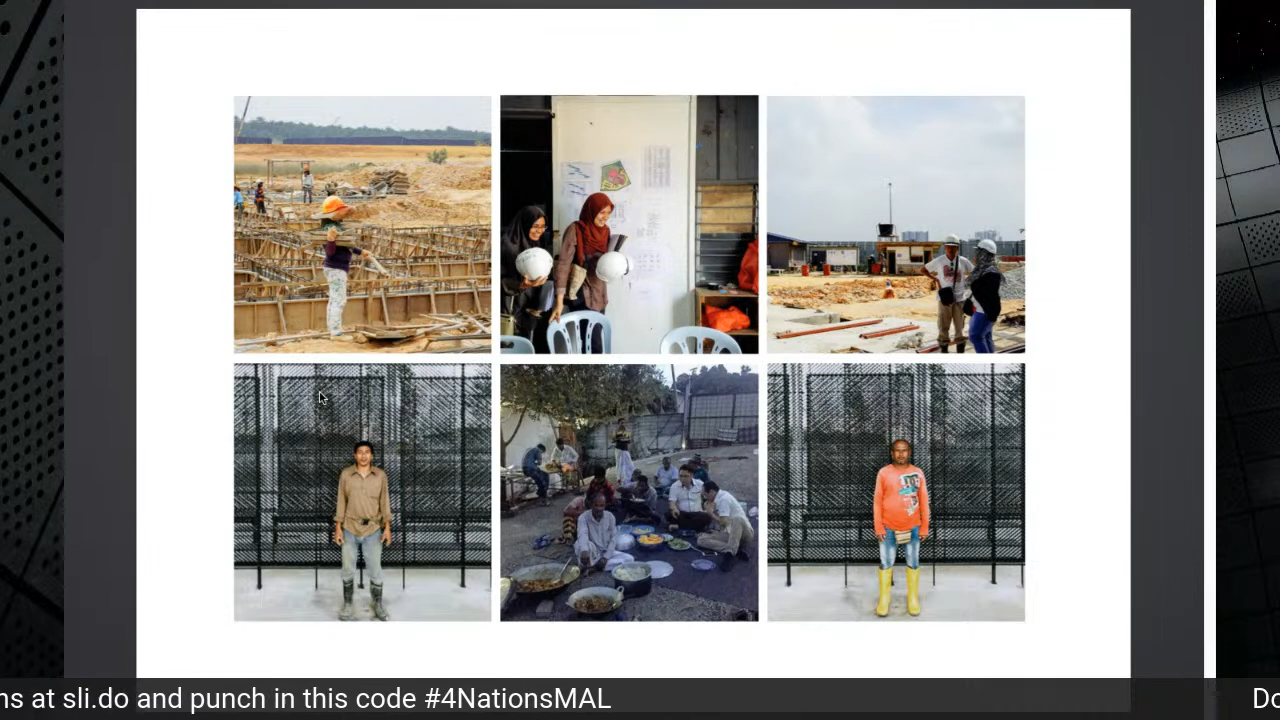 ns at sli.do and punch in this code #4NationsMAL
Do